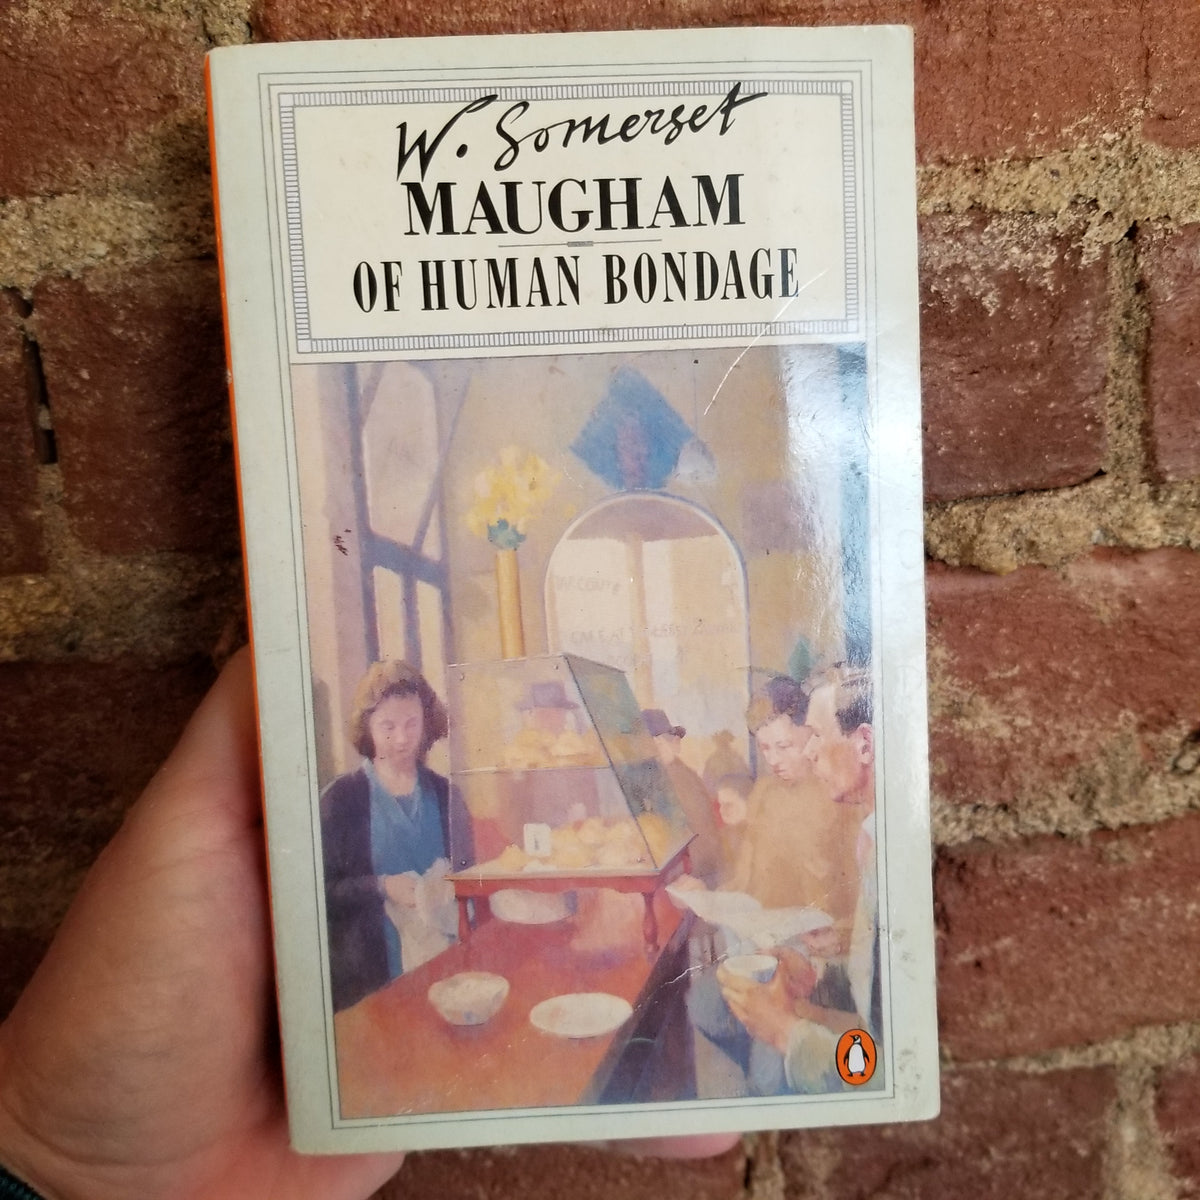 W. Somerset
MAUGHAM
OF HUMAN BONDAGE